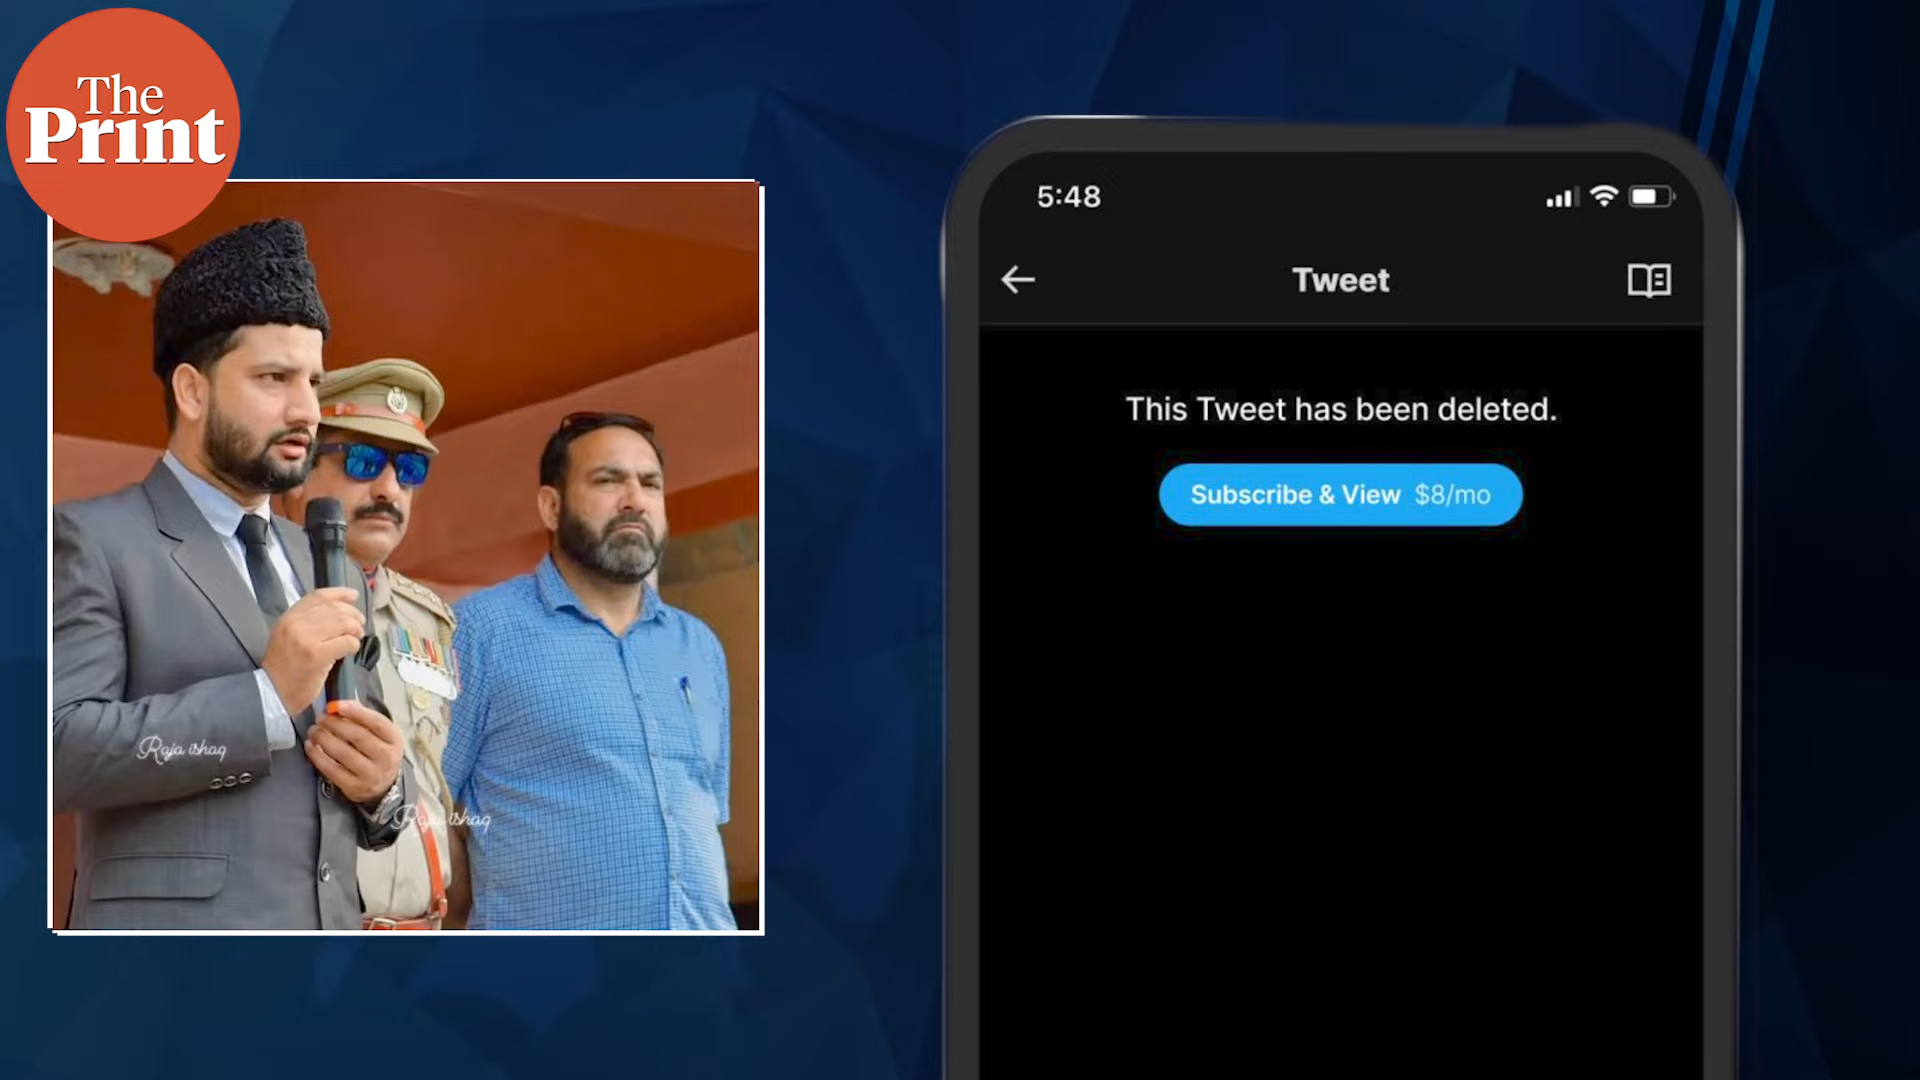 The
Print
5:48
Tweet
This Tweet has been deleted.
Subscribe & View $8/mo
Raja ishaq
Raja ishaq